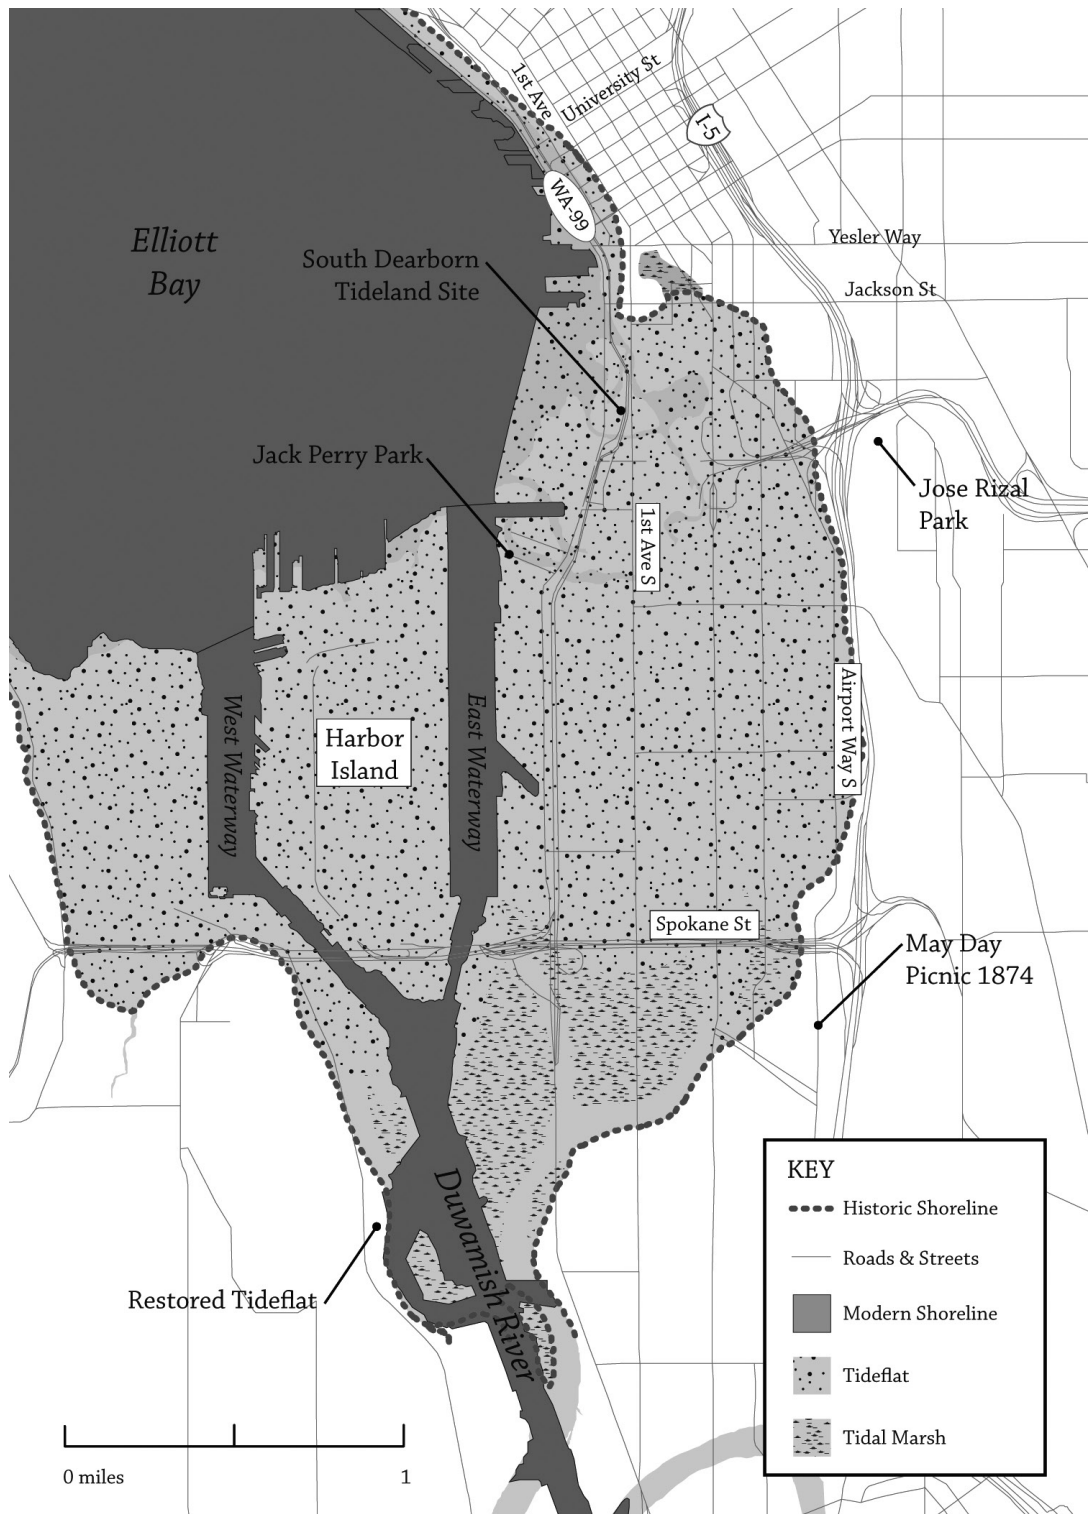 1st Ave
University St
I-5
WA-99
Elliott
Bay
Yesler Way
South Dearborn
Tideland Site
Jackson St
Jack Perry Park
Jose Rizal
Park
1st Ave S
Airport Way S
West Waterway
East Waterway
Harbor
Island
Spokane St
May Day
Picnic 1874
Duwamish River
Restored Tideflat
KEY
Historic Shoreline
Roads & Streets
Modern Shoreline
Tideflat
Tidal Marsh
0 miles
1